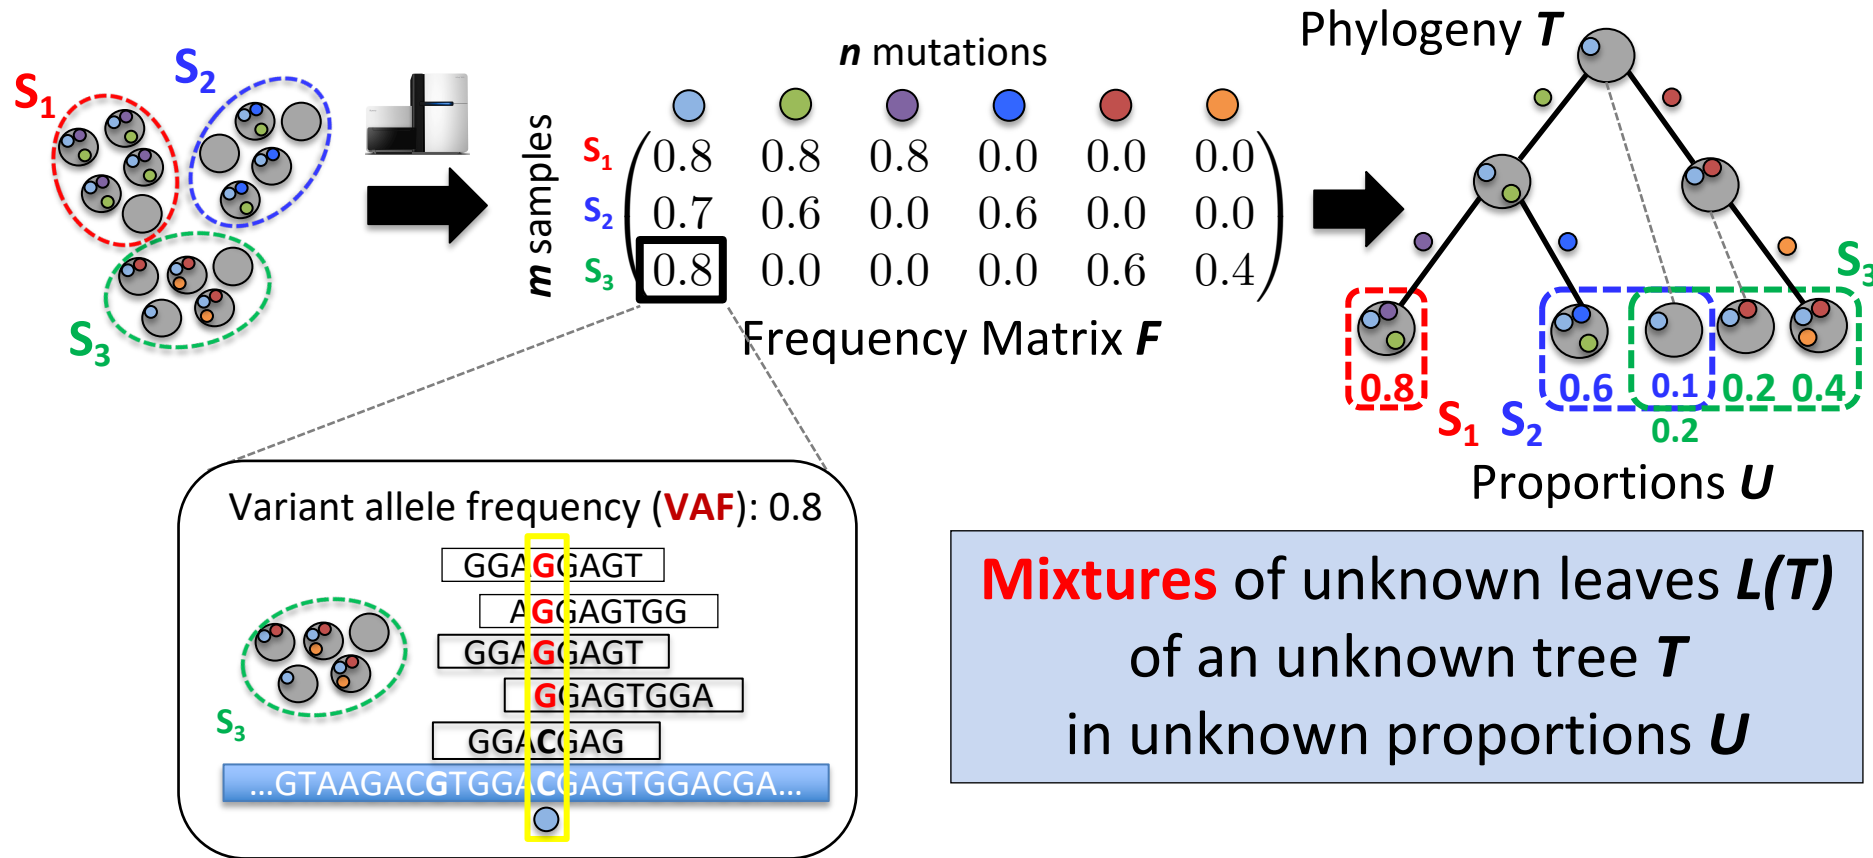 S1
S2
S3
n mutations
m samples
S1 0.8 0.8 0.8 0.0 0.0 0.0
S2 0.7 0.6 0.0 0.6 0.0 0.0
S3 0.8 0.0 0.0 0.0 0.6 0.4
Frequency Matrix F
Phylogeny T
S3
0.8 0.6 0.1 0.2 0.4
S1 S2 0.2
Proportions U
Variant allele frequency (VAF): 0.8
GGAGGAGT
AGGAGTGG
GGAGGAGT
GGAGTGGA
GGACGAG
S3
...GTAAGACGTGGACGAGTGGACGA...
Mixtures of unknown leaves L(T)
of an unknown tree T
in unknown proportions U